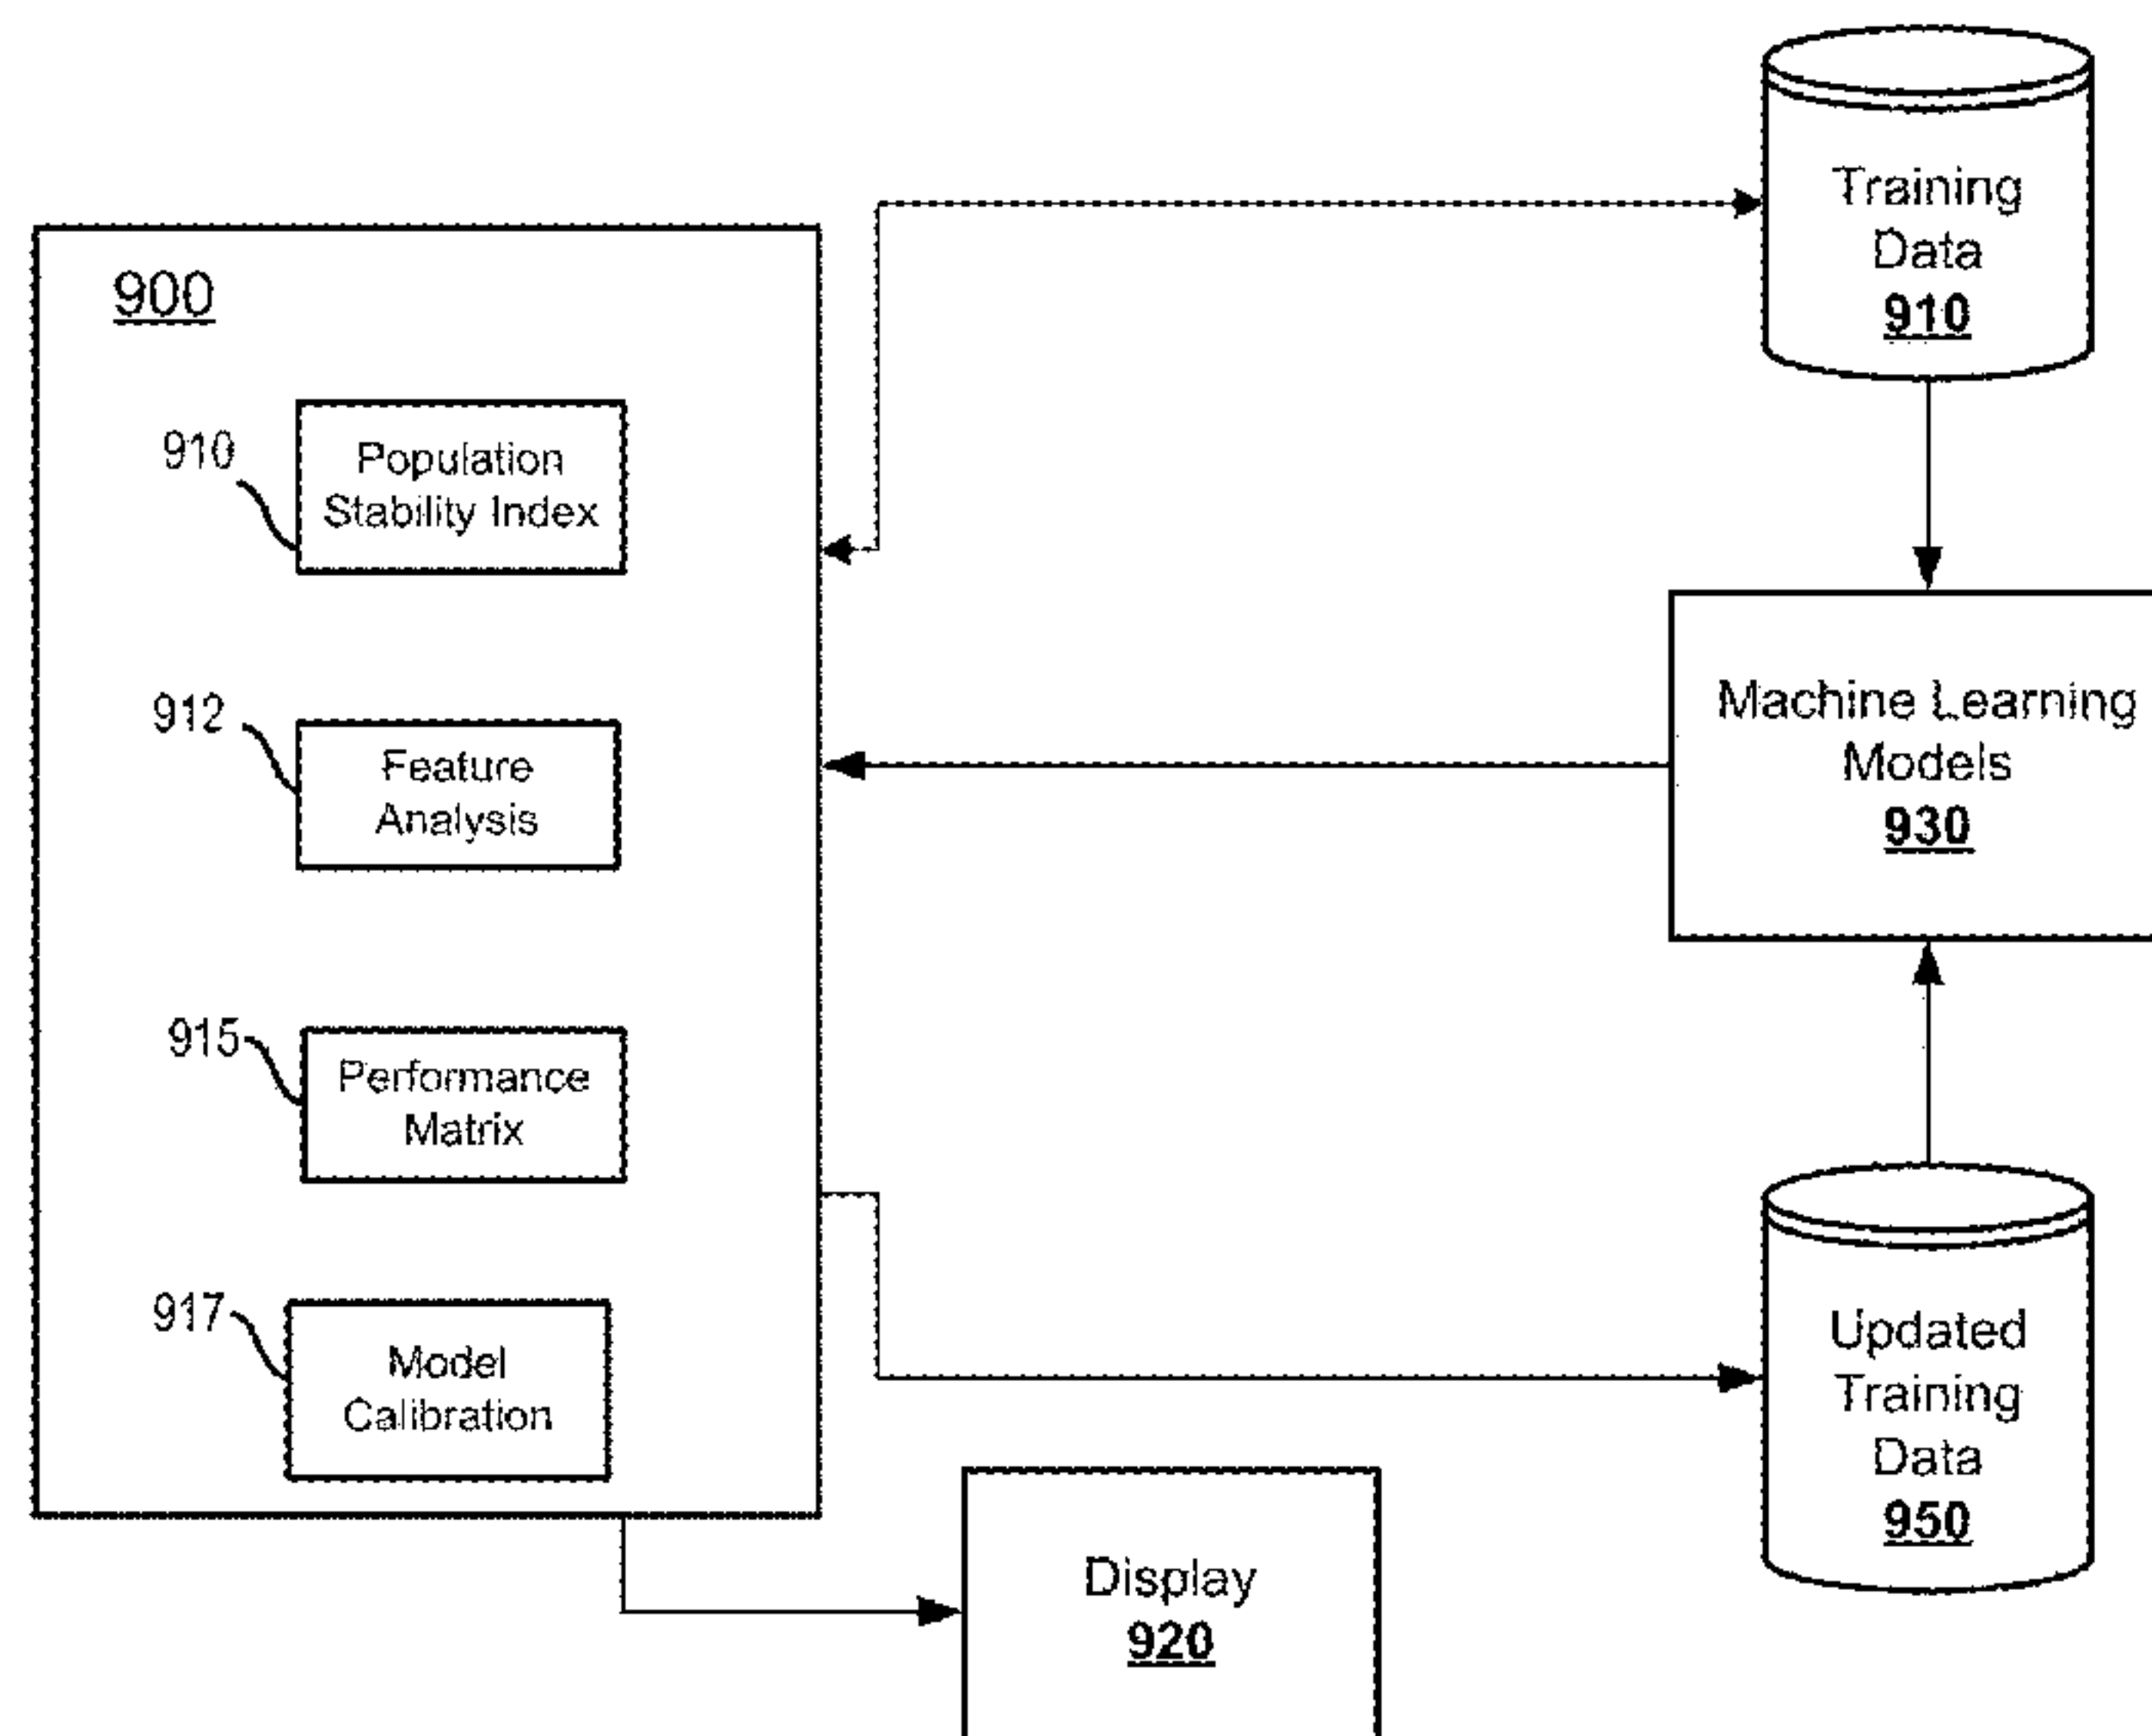 900
910
Population
Stability Index
912
Feature
Analysis
915
Performance
Matrix
917
Model
Calibration
Training
Data
910
Machine Learning
Models
930
Updated
Training
Data
950
Display
920